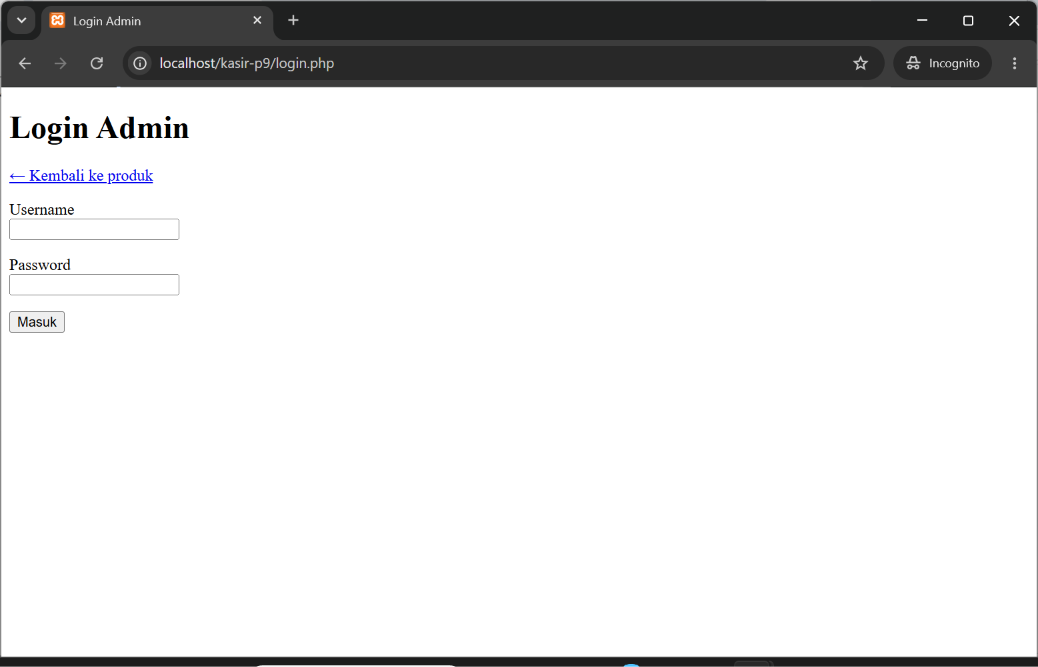 Login Admin
localhost/kasir-p9/login.php
Incognito
Login Admin
← Kembali ke produk
Username
Password
Masuk